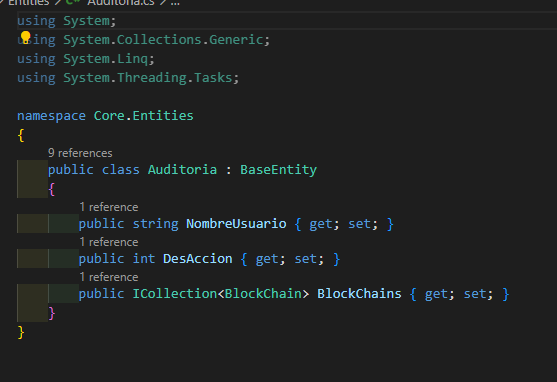 Entities > Auditoria.cs > ...
using System;
using System.Collections.Generic;
using System.Linq;
using System.Threading.Tasks;
namespace Core.Entities
{
9 references
public class Auditoria : BaseEntity
{
1 reference
public string NombreUsuario { get; set; }
1 reference
public int DesAccion { get; set; }
1 reference
public ICollection<BlockChain> BlockChains { get; set; }
}
}